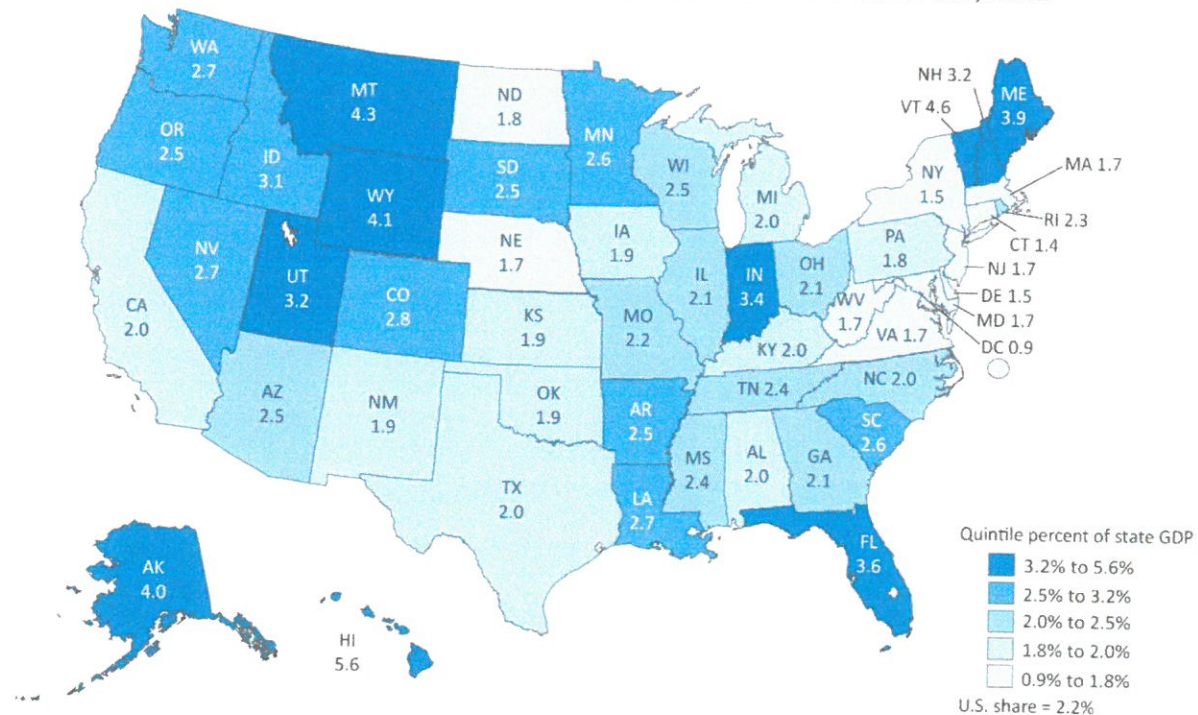 WA
2.7
MT
4.3
ND
1.8
MN
2.6
NH 3.2
VT 4.6
ME
3.9
OR
2.5
ID
3.1
SD
2.5
WI
2.5
MI
2.0
NY
1.5
MA 1.7
WY
4.1
RI 2.3
CT 1.4
NE
1.7
IA
1.9
PA
1.8
NJ 1.7
NV
2.7
UT
3.2
CO
2.8
IL
2.1
IN
3.4
OH
2.1
DE 1.5
MD 1.7
DC 0.9
WV
1.7
VA 1.7
CA
2.0
KS
1.9
MO
2.2
KY 2.0
AZ
2.5
NM
1.9
OK
1.9
AR
2.5
TN 2.4
NC 2.0
SC
2.6
MS
2.4
AL
2.0
GA
2.1
TX
2.0
LA
2.7
FL
3.6
AK
4.0
HI
5.6
Quintile percent of state GDP
3.2% to 5.6%
2.5% to 3.2%
2.0% to 2.5%
1.8% to 2.0%
0.9% to 1.8%
U.S. share = 2.2%